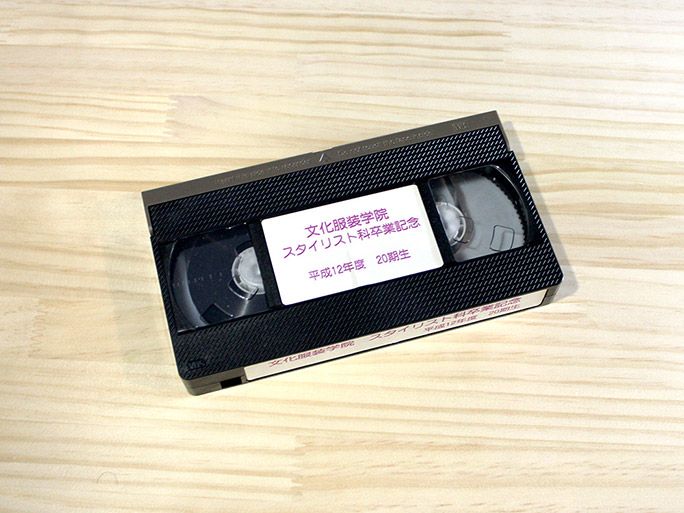 文化服装学院
スタイリスト科卒業記念
平成12年度 20期生
文化服装学院 スタイリスト科卒業記念
平成12年度 20期生